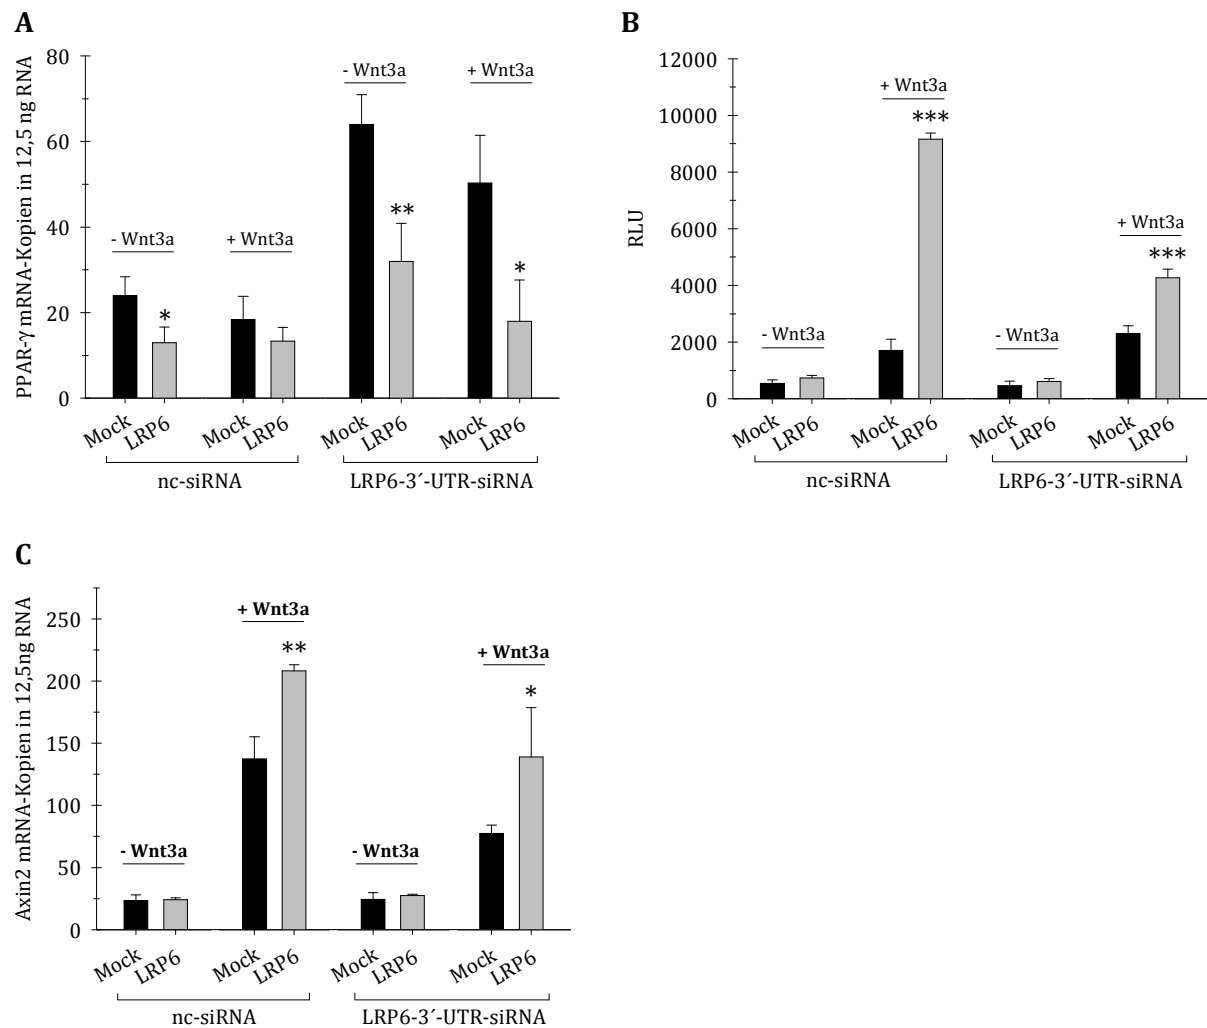 A
PPAR-γ mRNA-Kopien in 12,5 ng RNA
80
60
40
20
0
- Wnt3a
+ Wnt3a
- Wnt3a
+ Wnt3a
*
**
*
Mock LRP6 Mock LRP6 Mock LRP6 Mock LRP6
nc-siRNA LRP6-3´-UTR-siRNA
B
RLU
12000
10000
8000
6000
4000
2000
0
- Wnt3a
+ Wnt3a
***
- Wnt3a
+ Wnt3a
***
Mock LRP6 Mock LRP6 Mock LRP6 Mock LRP6
nc-siRNA LRP6-3´-UTR-siRNA
C
Axin2 mRNA-Kopien in 12,5ng RNA
250
200
150
100
50
0
- Wnt3a
+ Wnt3a
**
- Wnt3a
+ Wnt3a
*
Mock LRP6 Mock LRP6 Mock LRP6 Mock LRP6
nc-siRNA LRP6-3´-UTR-siRNA